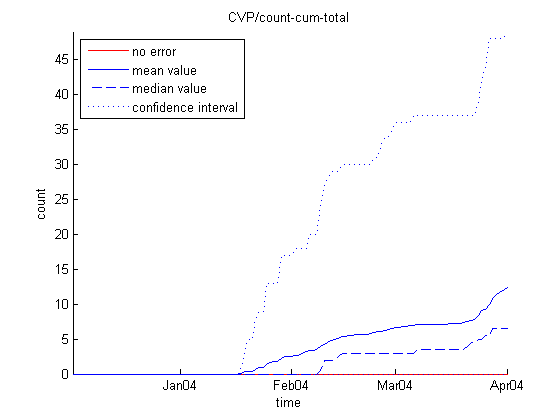 CVP/count-cum-total
no error
mean value
median value
confidence interval
45
40
35
30
25
20
15
10
5
0
count
Jan04 Feb04 Mar04 Apr04
time